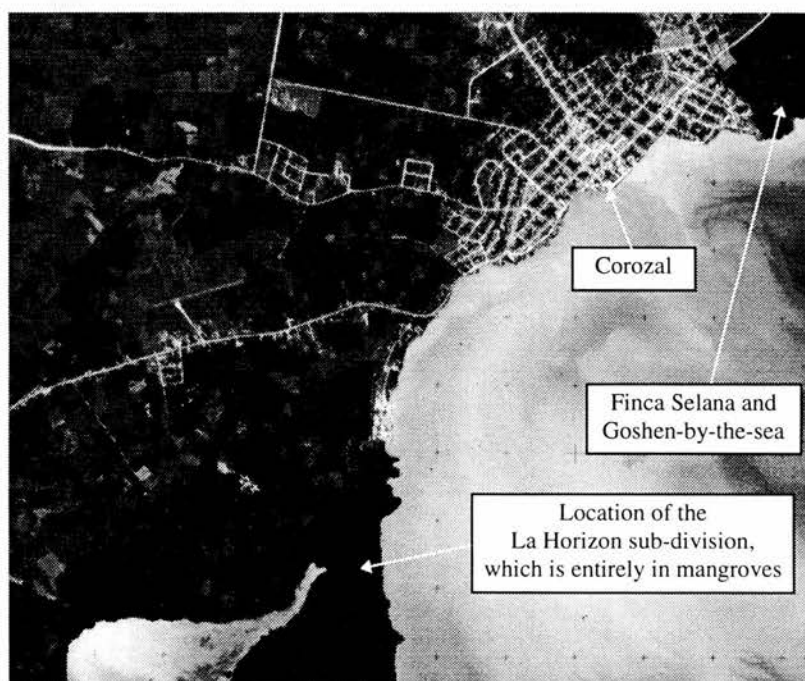 Corozal
Finca Selana and
Goshen-by-the-sea
Location of the
La Horizon sub-division,
which is entirely in mangroves